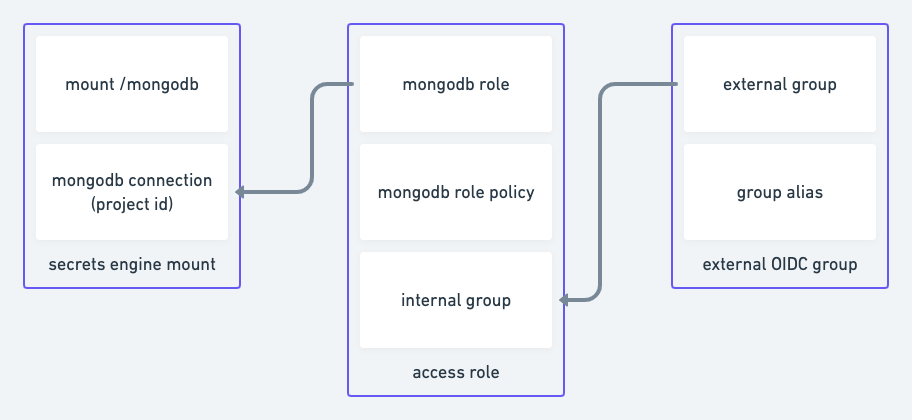 mount /mongodb
mongodb connection
(project id)
secrets engine mount
mongodb role
mongodb role policy
internal group
access role
external group
group alias
external OIDC group